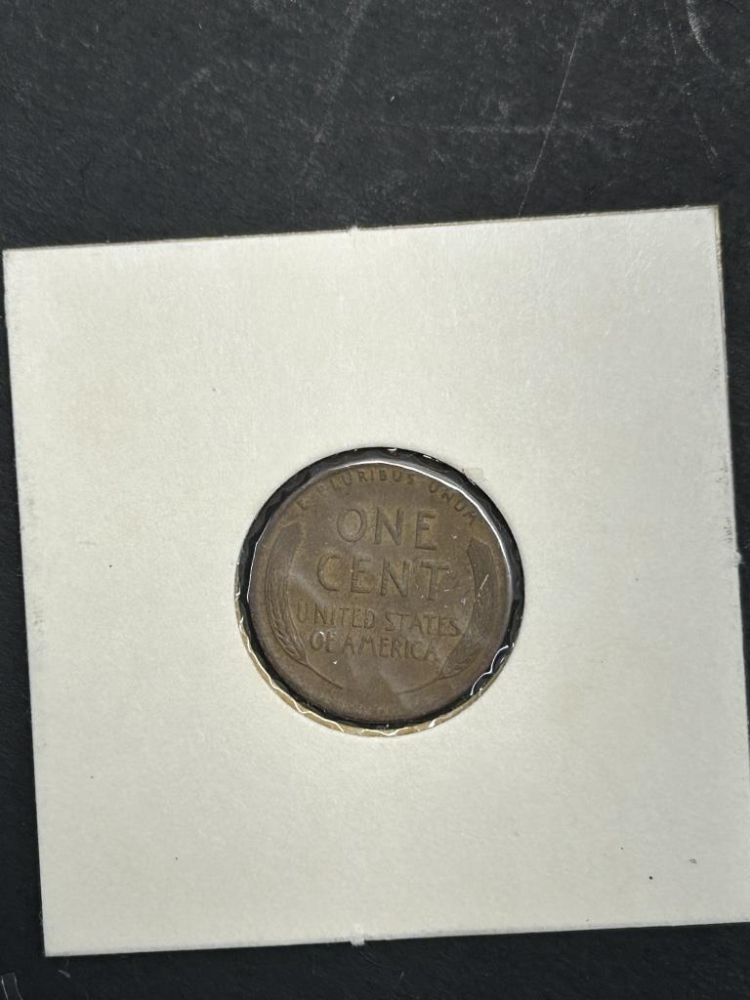 E PLURIBUS UNUM
ONE
CENT
UNITED STATES
OF AMERICA